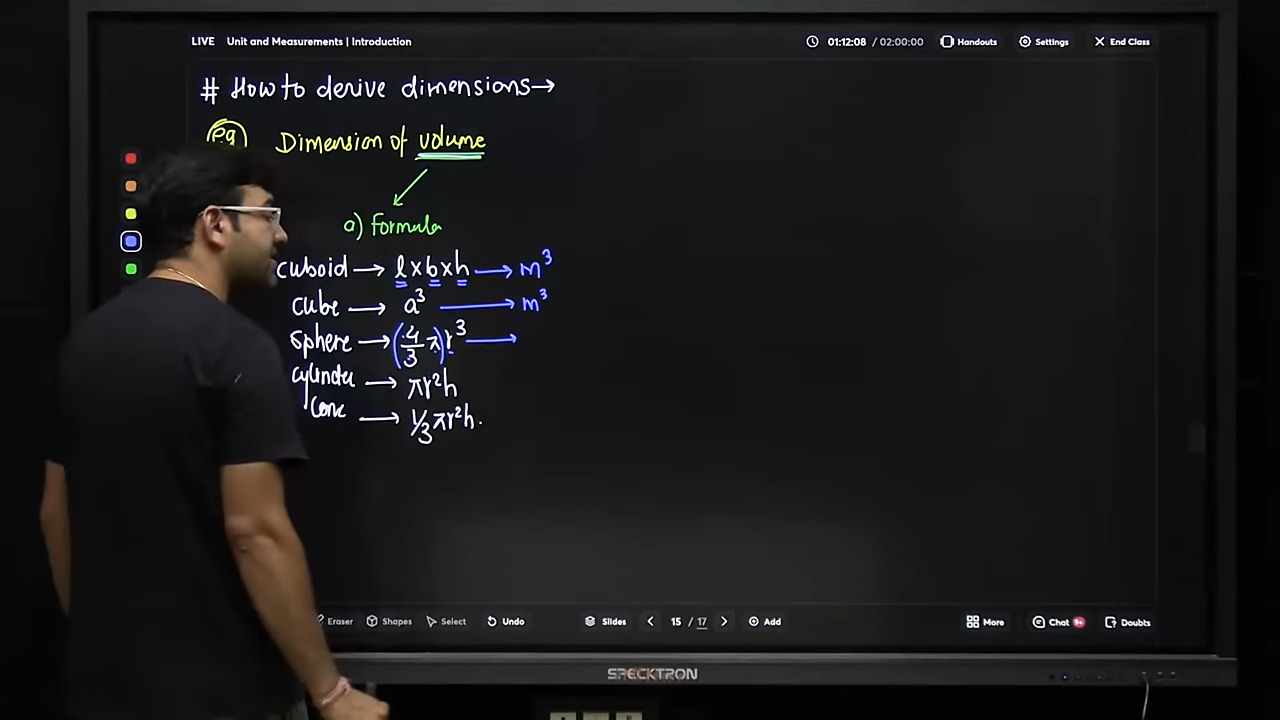 LIVE Unit and Measurements | Introduction 01:12:08 / 02:00:00 Handouts Settings End Class
# How to derive dimensions→
eg Dimension of volume
a) Formula
cuboid → l x b x h → m³
cube → a³ → m³
sphere → (4/3 π) r³ →
cylinder → πr²h
Cone → 1/3 πr²h.
Eraser Shapes Select Undo Slides < 15 / 17 > Add More Chat 9+ Doubts
SPECKTRON